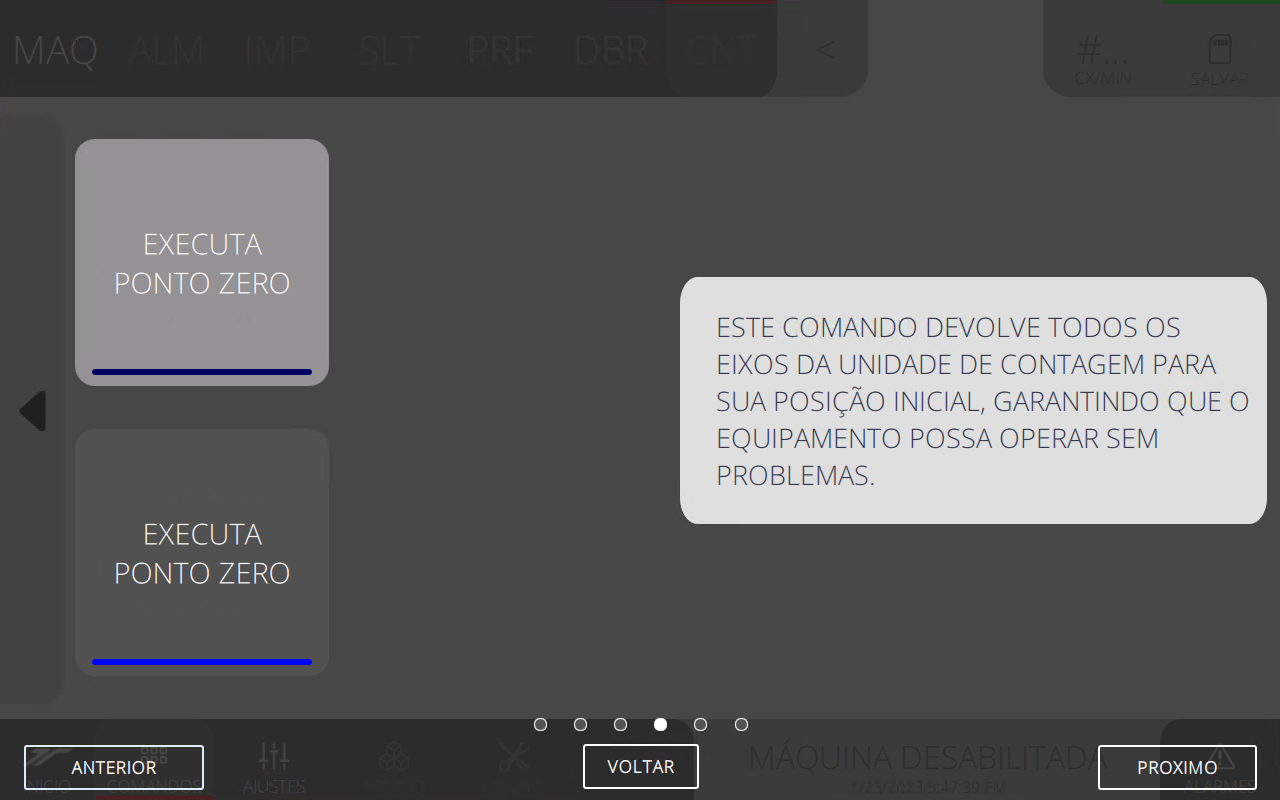 MAQ ALM IMP SLT PRF DBR CNT <
#...
CX/MIN
SALVAR
EXECUTA
PONTO ZERO
ESTE COMANDO DEVOLVE TODOS OS
EIXOS DA UNIDADE DE CONTAGEM PARA
SUA POSIÇÃO INICIAL, GARANTINDO QUE O
EQUIPAMENTO POSSA OPERAR SEM
PROBLEMAS.
EXECUTA
PONTO ZERO
ANTERIOR
COMANDOS
AJUSTES
VOLTAR
MÁQUINA DESABILITADA
1/23/2023 5:47:39 PM
PROXIMO
ALARMES